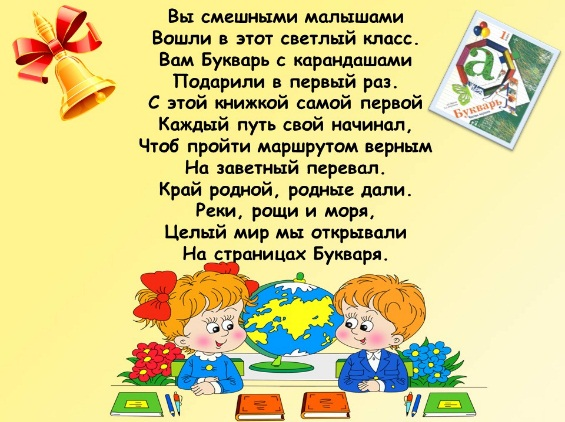 Вы смешными малышами
Вошли в этот светлый класс.
Вам Букварь с карандашами
Подарили в первый раз.
С этой книжкой самой первой
Каждый путь свой начинал,
Чтоб пройти маршрутом верным
На заветный перевал.
Край родной, родные дали.
Реки, рощи и моря,
Целый мир мы открывали
На страницах Букваря.
1
а
Букварь